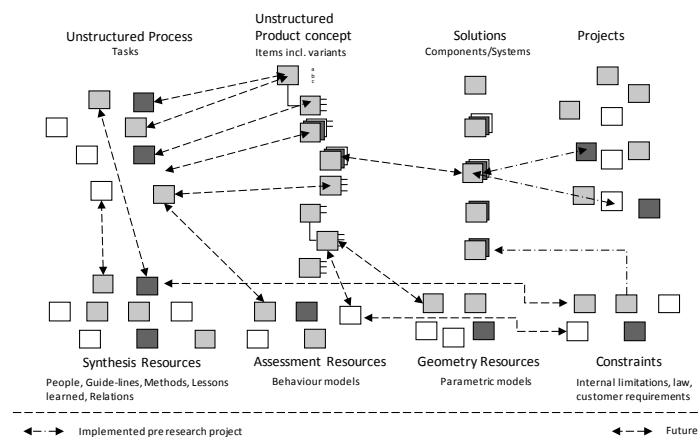 Unstructured Process
Tasks
Unstructured
Product concept
Items incl. variants
Solutions
Components/Systems
Projects
a
b
c
Synthesis Resources
People, Guide-lines, Methods, Lessons
learned, Relations
Assessment Resources
Behaviour models
Geometry Resources
Parametric models
Constraints
Internal limitations, law,
customer requirements
Implemented pre research project
Future